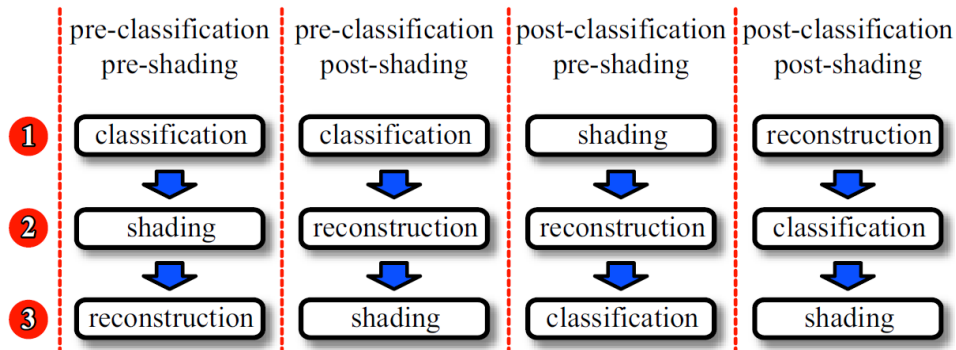 pre-classification pre-classification post-classification post-classification
pre-shading post-shading pre-shading post-shading
1 classification classification shading reconstruction
2 shading reconstruction reconstruction classification
3 reconstruction shading classification shading